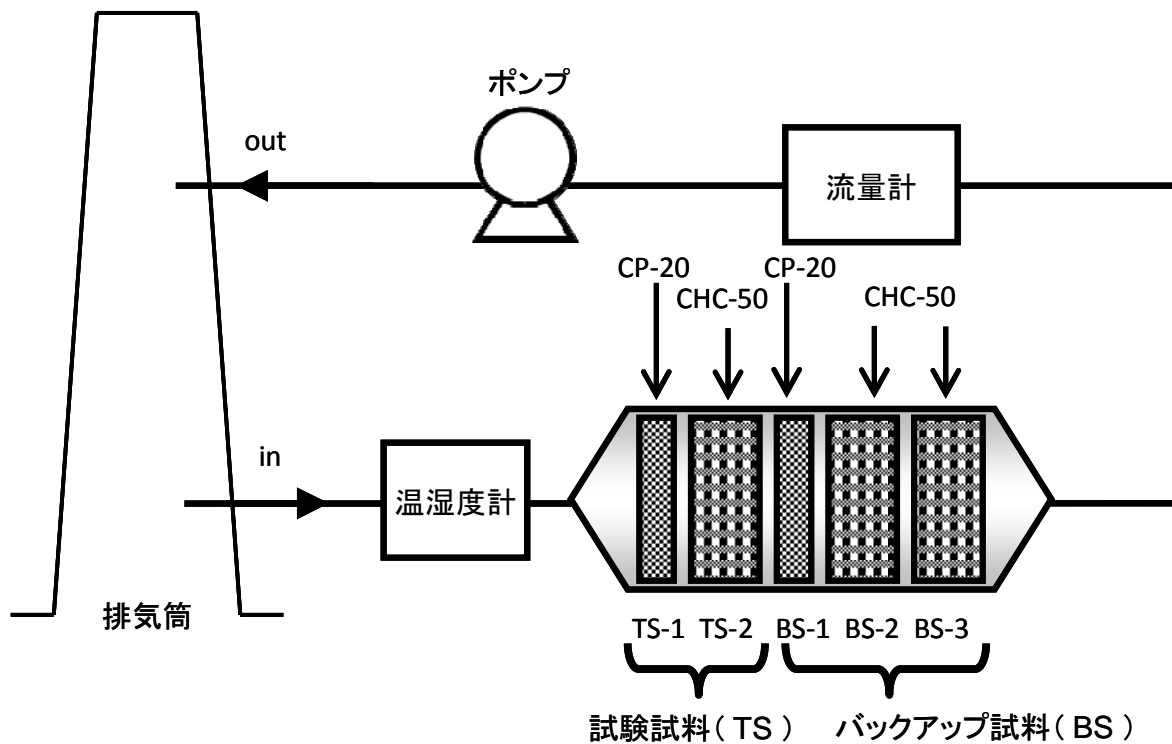 ポンプ
out
流量計
CP-20
CP-20
CHC-50
CHC-50
in
温湿度計
排気筒
TS-1 TS-2 BS-1 BS-2 BS-3
試験試料( TS )
バックアップ試料( BS )